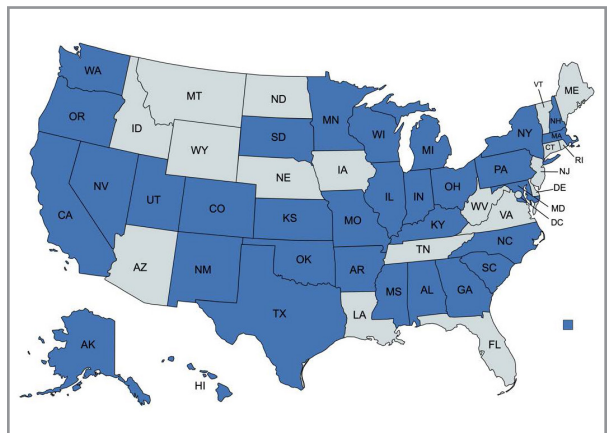 WA
OR
CA
NV
ID
MT
WY
UT
AZ
CO
NM
ND
SD
NE
KS
OK
TX
MN
IA
MO
AR
LA
WI
IL
MI
IN
OH
KY
TN
MS
AL
GA
FL
SC
NC
VA
WV
PA
NY
VT
NH
ME
MA
CT
RI
NJ
DE
MD
DC
AK
HI